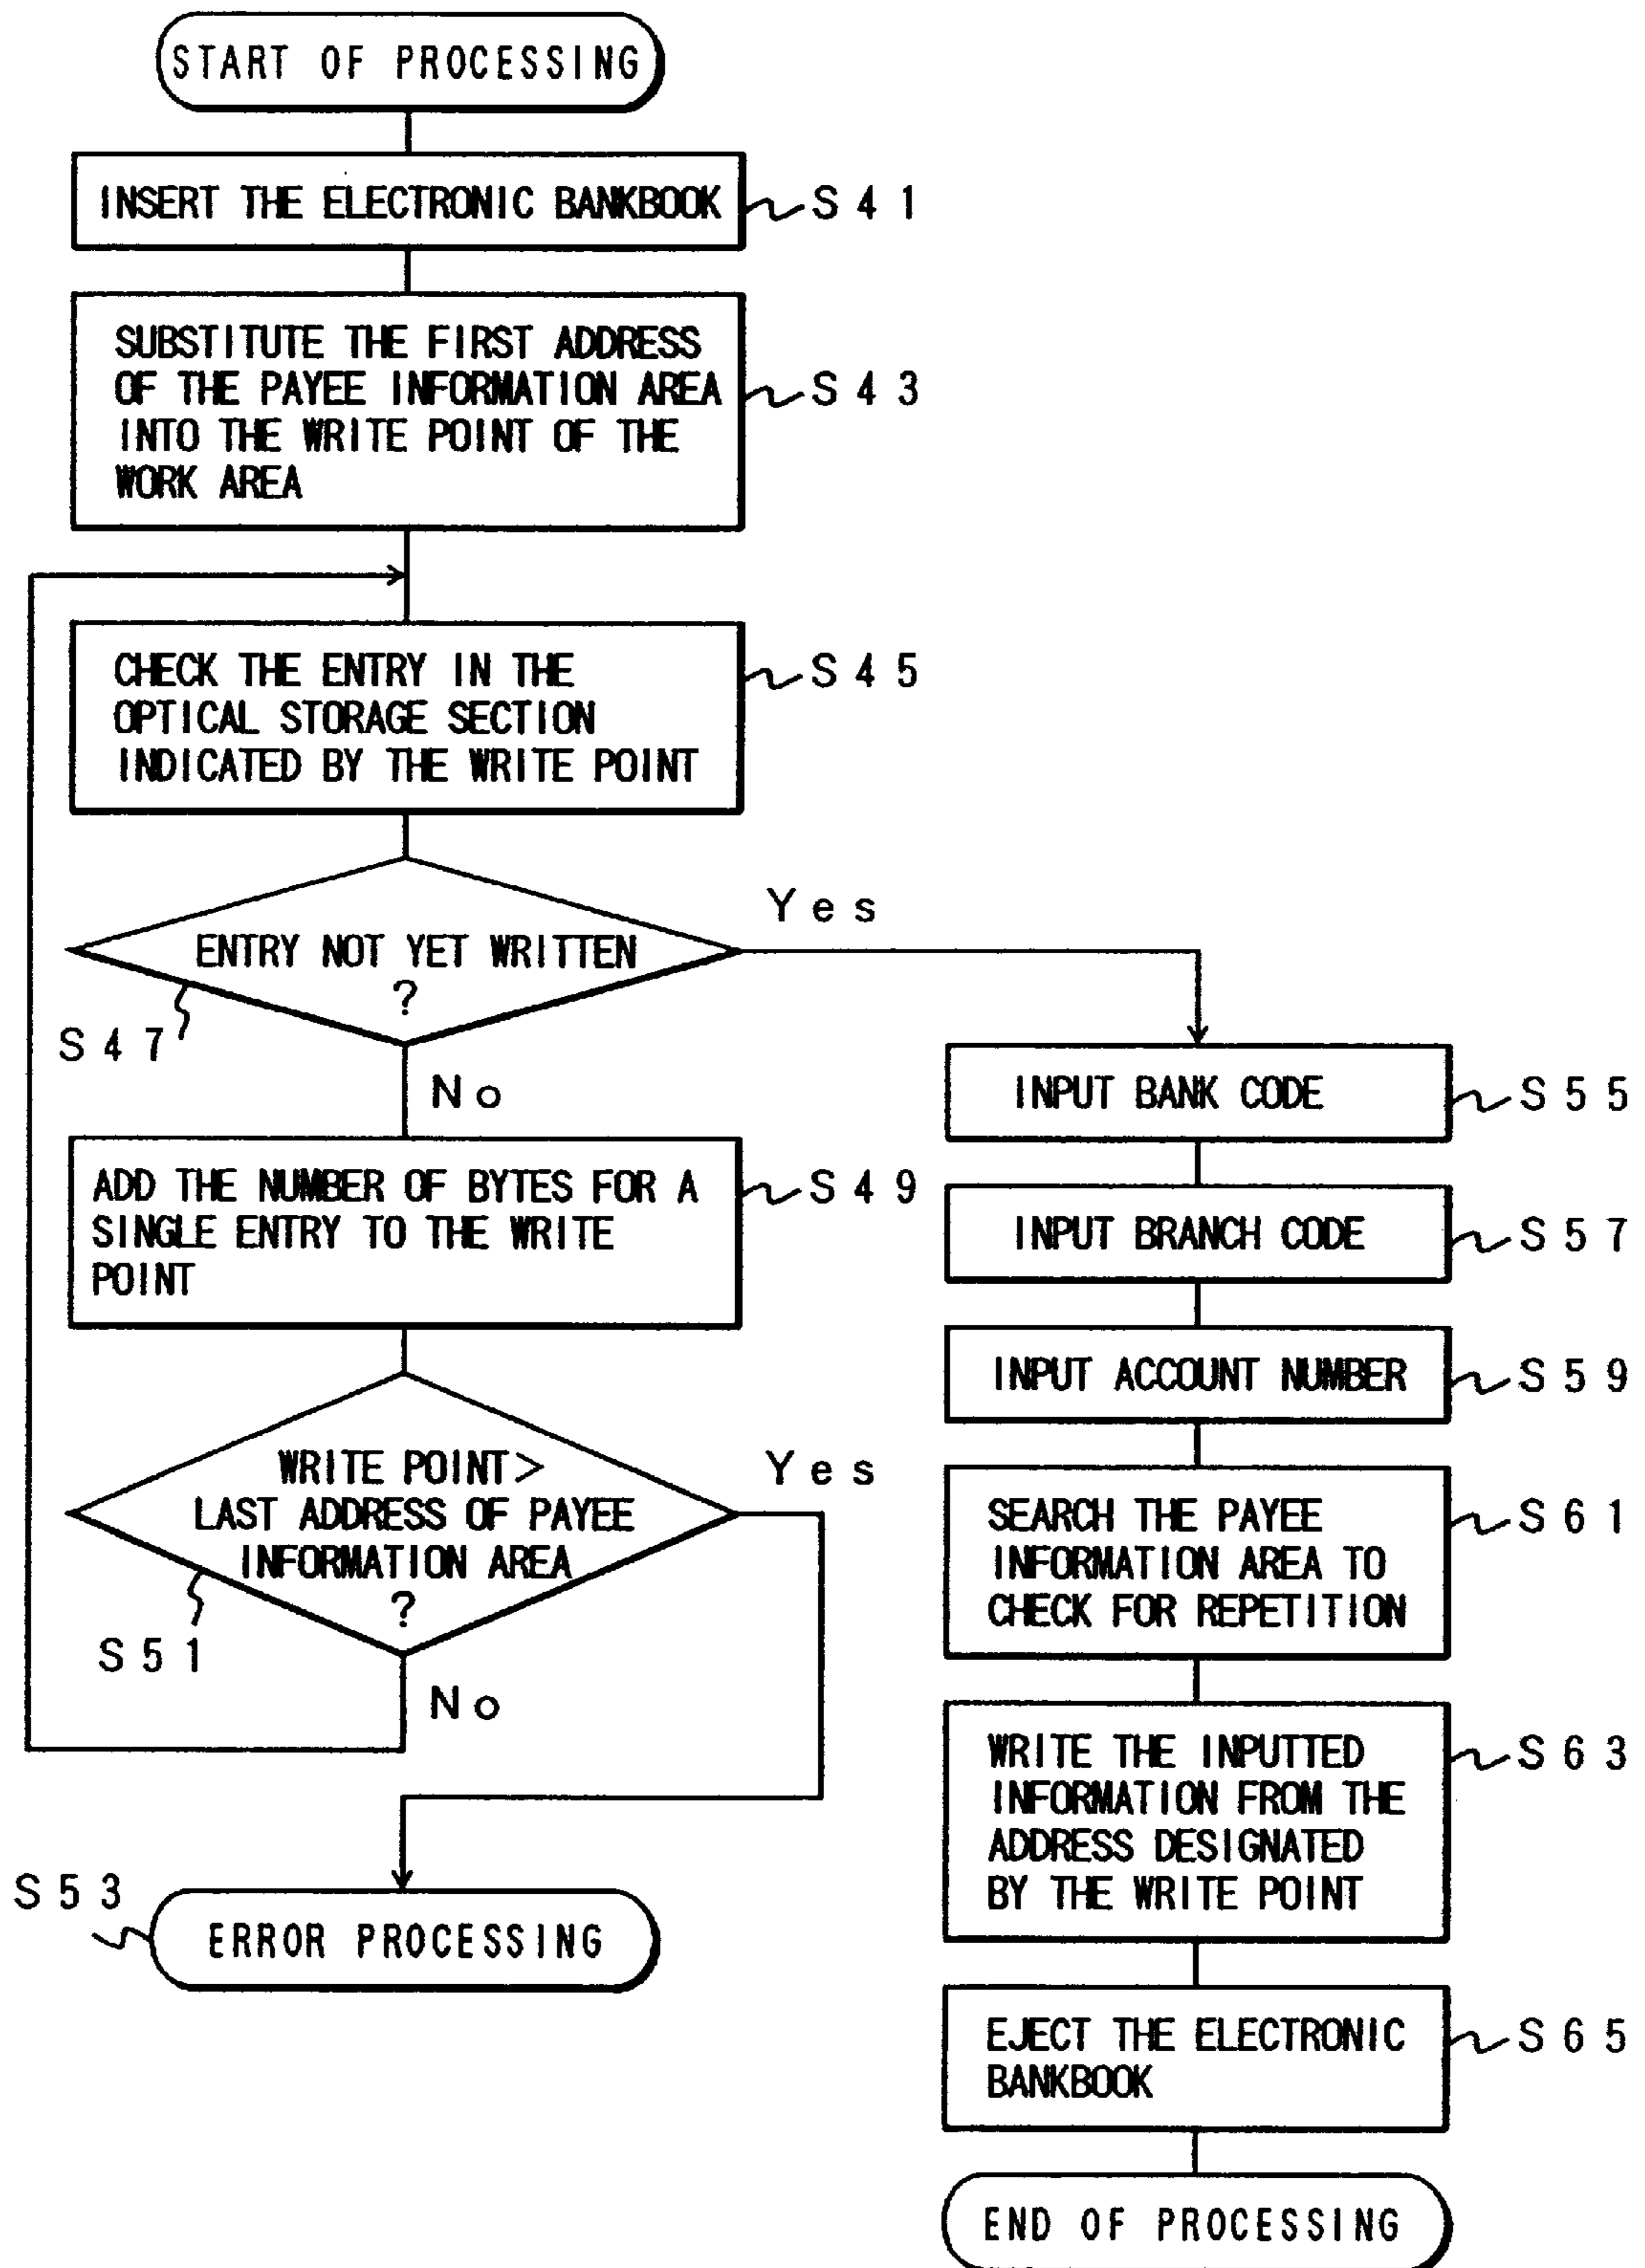 START OF PROCESSING
INSERT THE ELECTRONIC BANKBOOK
S41
SUBSTITUTE THE FIRST ADDRESS
OF THE PAYEE INFORMATION AREA
INTO THE WRITE POINT OF THE
WORK AREA
S43
CHECK THE ENTRY IN THE
OPTICAL STORAGE SECTION
INDICATED BY THE WRITE POINT
S45
ENTRY NOT YET WRITTEN
?
S47
Yes
No
ADD THE NUMBER OF BYTES FOR A
SINGLE ENTRY TO THE WRITE
POINT
S49
WRITE POINT>
LAST ADDRESS OF PAYEE
INFORMATION AREA
?
S51
Yes
No
S53
ERROR PROCESSING
INPUT BANK CODE
S55
INPUT BRANCH CODE
S57
INPUT ACCOUNT NUMBER
S59
SEARCH THE PAYEE
INFORMATION AREA TO
CHECK FOR REPETITION
S61
WRITE THE INPUTTED
INFORMATION FROM THE
ADDRESS DESIGNATED
BY THE WRITE POINT
S63
EJECT THE ELECTRONIC
BANKBOOK
S65
END OF PROCESSING